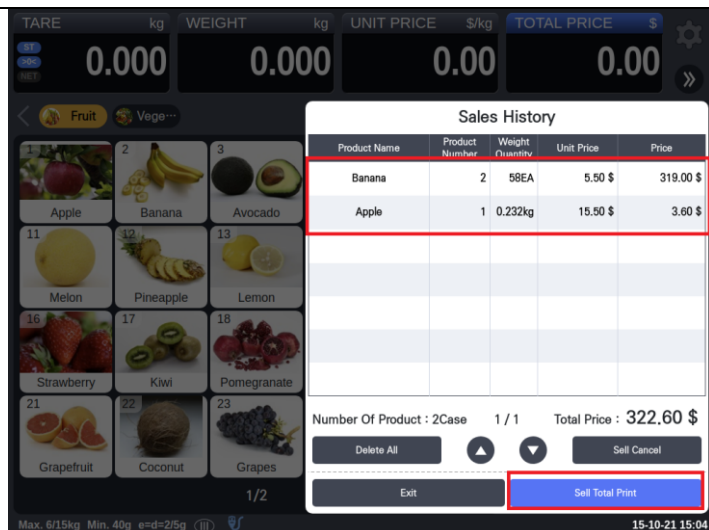 TARE kg WEIGHT kg UNIT PRICE $/kg TOTAL PRICE $
ST
>0<
NET
0.000 0.000 0.00 0.00
Fruit Vege···
Sales History
Product Name Product Number Weight Quantity Unit Price Price
Banana 2 58EA 5.50 $ 319.00 $
Apple 1 0.232kg 15.50 $ 3.60 $
1 2 3
Apple Banana Avocado
11 12 13
Melon Pineapple Lemon
16 17 18
Strawberry Kiwi Pomegranate
21 22 23
Grapefruit Coconut Grapes
1/2
Number Of Product : 2Case 1 / 1 Total Price : 322.60 $
Delete All Sell Cancel
Exit Sell Total Print
Max. 6/15kg Min. 40g e=d=2/5g III 15-10-21 15:04